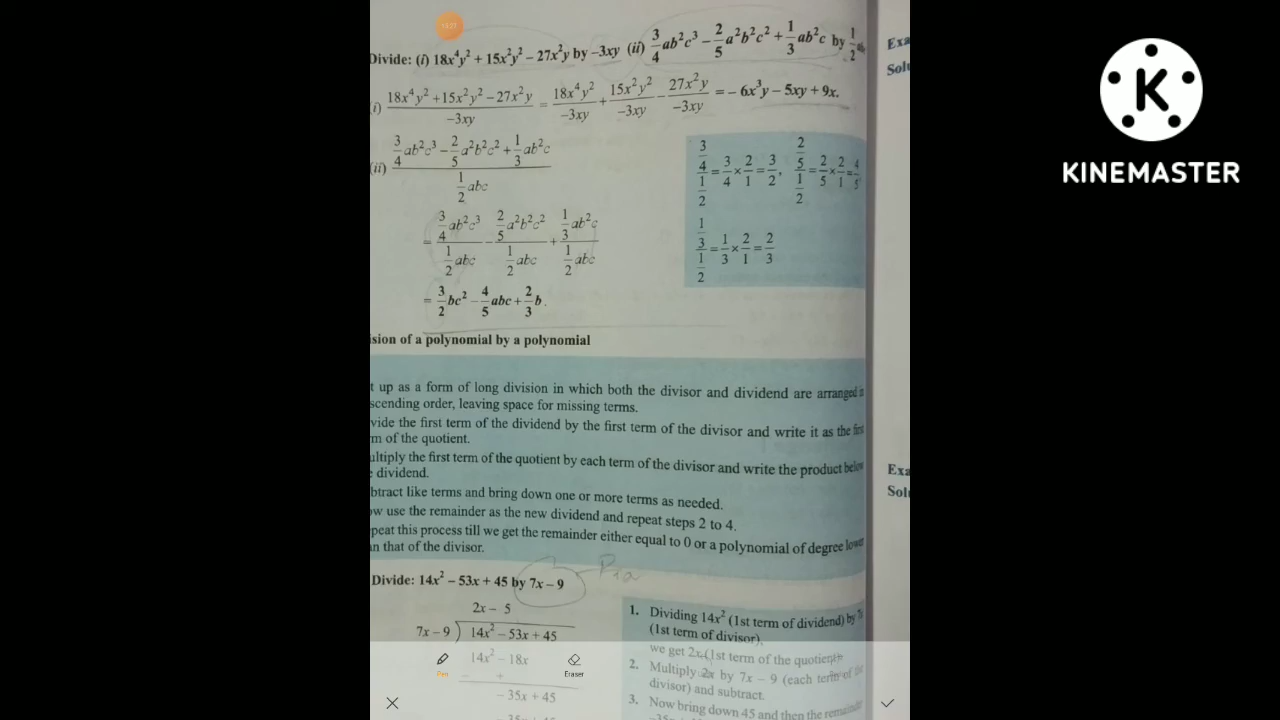 Divide: (i) 18x⁴y² + 15x²y² – 27x²y by –3xy (ii) 3/4 ab²c³ – 2/5 a²b²c² + 1/3 ab²c by 1/2
Exa
Solu
(i) (18x⁴y² + 15x²y² – 27x²y)/(–3xy) = 18x⁴y²/(–3xy) + 15x²y²/(–3xy) – 27x²y/(–3xy) = – 6x³y – 5xy + 9x.
(ii) (3/4 ab²c³ – 2/5 a²b²c² + 1/3 ab²c)/(1/2 abc)
= (3/4 ab²c³)/(1/2 abc) – (2/5 a²b²c²)/(1/2 abc) + (1/3 ab²c)/(1/2 abc)
= 3/2 bc² – 4/5 abc + 2/3 b.
(3/4)/(1/2) = 3/4 × 2/1 = 3/2, (2/5)/(1/2) = 2/5 × 2/1 = 4/5
(1/3)/(1/2) = 1/3 × 2/1 = 2/3
K
KINEMASTER
sion of a polynomial by a polynomial
t up as a form of long division in which both the divisor and dividend are arranged in
scending order, leaving space for missing terms.
vide the first term of the dividend by the first term of the divisor and write it as the first
m of the quotient.
ultiply the first term of the quotient by each term of the divisor and write the product below
e dividend.
btract like terms and bring down one or more terms as needed.
ow use the remainder as the new dividend and repeat steps 2 to 4.
peat this process till we get the remainder either equal to 0 or a polynomial of degree lower
an that of the divisor.
Exa
Solu
Divide: 14x² – 53x + 45 by 7x – 9
2x – 5
7x – 9 ) 14x² – 53x + 45
14x² – 18x
– +
– 35x + 45
1. Dividing 14x² (1st term of dividend) by 7x
(1st term of divisor),
we get 2x (1st term of the quotient)
2. Multiply 2x by 7x – 9 (each term of the
divisor) and subtract.
3. Now bring down 45 and then the remainder
Pen
Eraser